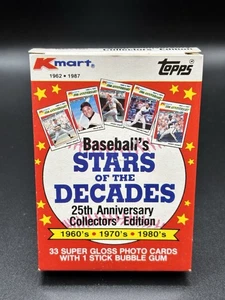 Collectors' Edition
Kmart.
1962 • 1987
Topps
Baseball's
STARS
OF THE
DECADES
25th Anniversary
Collectors' Edition
1960's • 1970's • 1980's
33 SUPER GLOSS PHOTO CARDS
WITH 1 STICK BUBBLE GUM